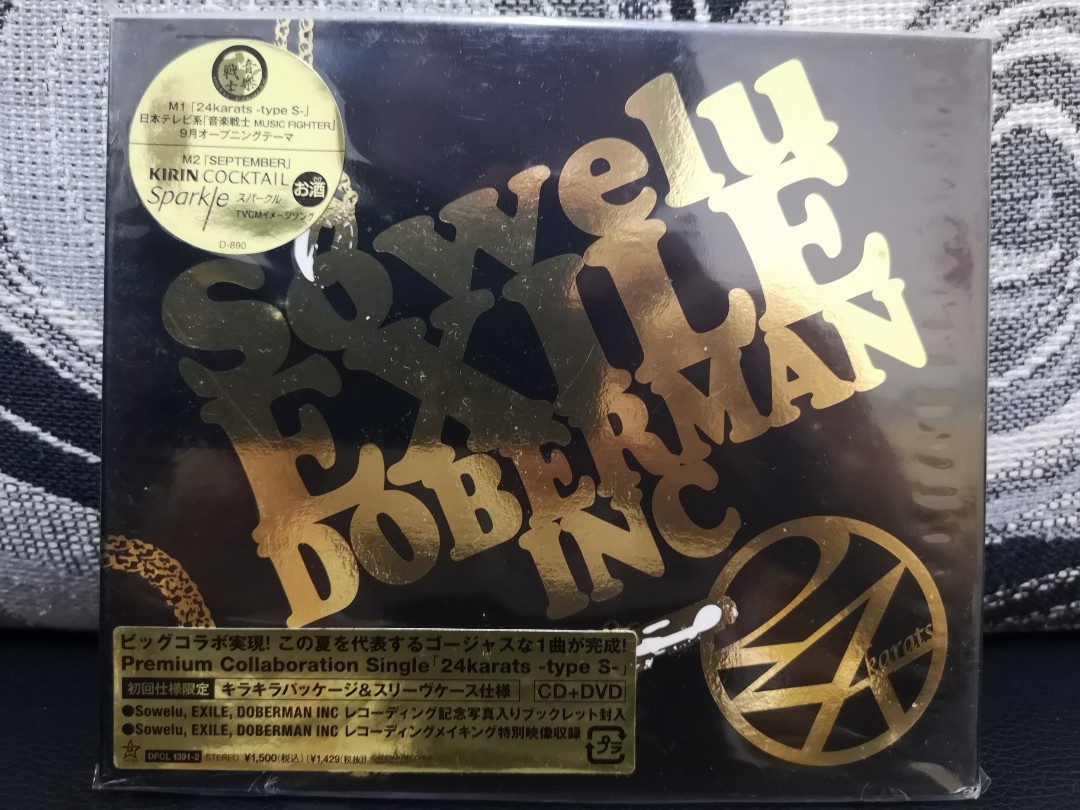 音樂
戦士
M1「24karats -type S-」
日本テレビ系「音楽戦士 MUSIC FIGHTER」
9月オープニングテーマ
M2「SEPTEMBER」
KIRIN COCKTAIL
お酒
Sparkle スパークル
TVCMイメージソング
D-890
Sowelu
EXILE
DOBERMAN
INC
24karats
ビッグコラボ実現! この夏を代表するゴージャスな1曲が完成!
Premium Collaboration Single「24karats -type S-」
初回仕様限定 キラキラパッケージ&スリーヴケース仕様 CD+DVD
●Sowelu, EXILE, DOBERMAN INC レコーディング記念写真入りブックレット封入
●Sowelu, EXILE, DOBERMAN INC レコーディングメイキング特別映像収録
プラ
DFCL 1391-2 STEREO ¥1,500(税込)[¥1,429(税抜)]